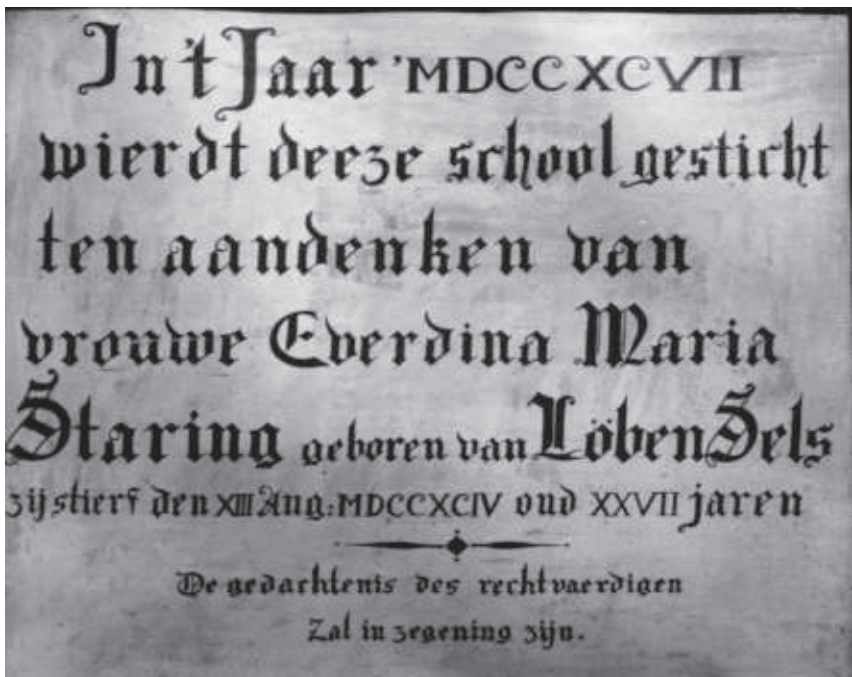 In 't Jaar 'MDCCXCVII
wierdt deeze school gesticht
ten aandenken van
vrouwe Everdina Maria
Staring geboren van Löben Sels
zij stierf den XIII Aug: MDCCXCIV oud XXVII jaren
De gedachtenis des rechtvaerdigen
Zal in zegening zijn.